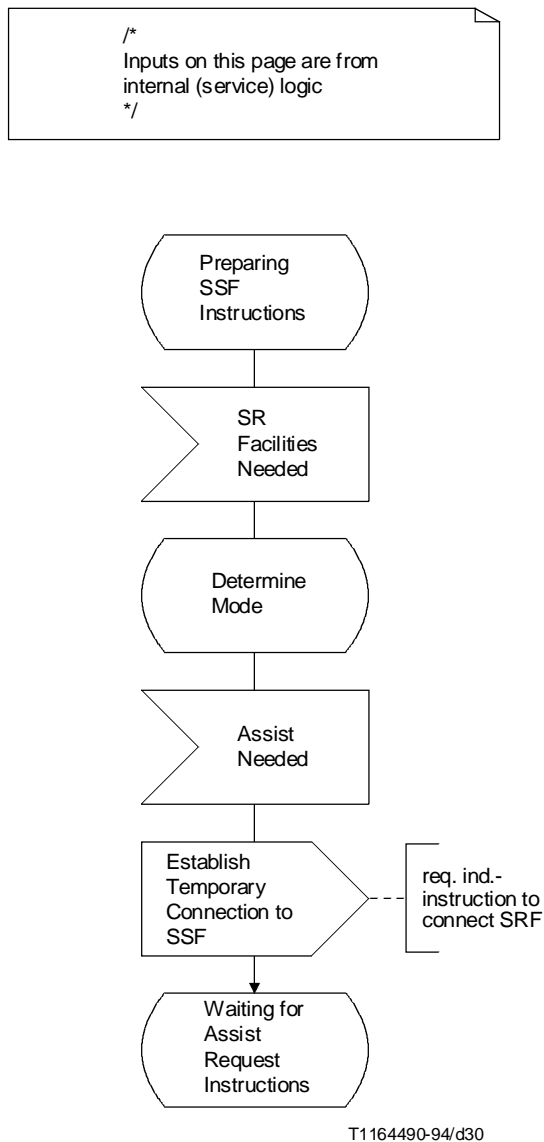 /*
Inputs on this page are from
internal (service) logic
*/
Preparing
SSF
Instructions
SR
Facilities
Needed
Determine
Mode
Assist
Needed
Establish
Temporary
Connection to
SSF
req. ind.-
instruction to
connect SRF
Waiting for
Assist
Request
Instructions
T1164490-94/d30